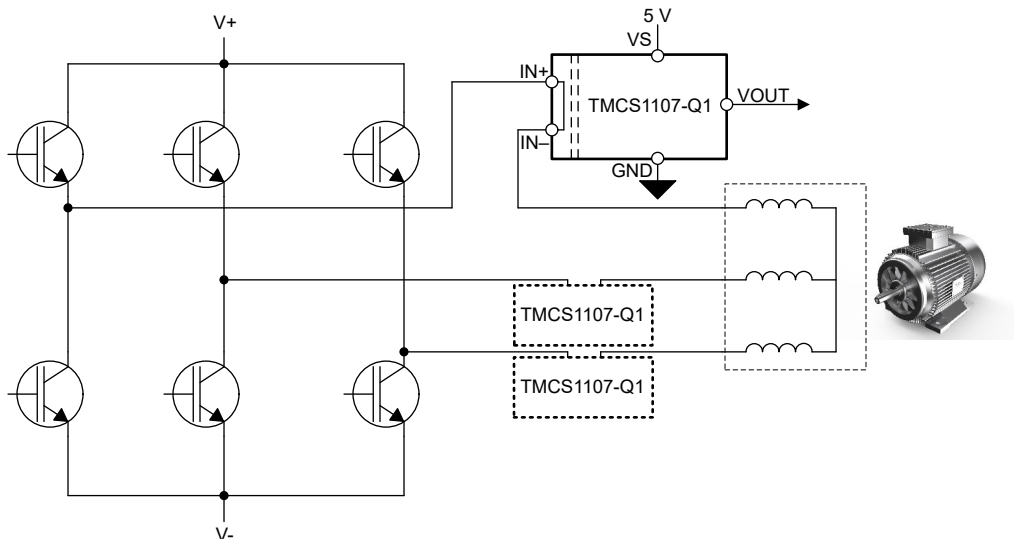 V+
5 V
VS
IN+
TMCS1107-Q1
VOUT
IN–
GND
TMCS1107-Q1
TMCS1107-Q1
V-